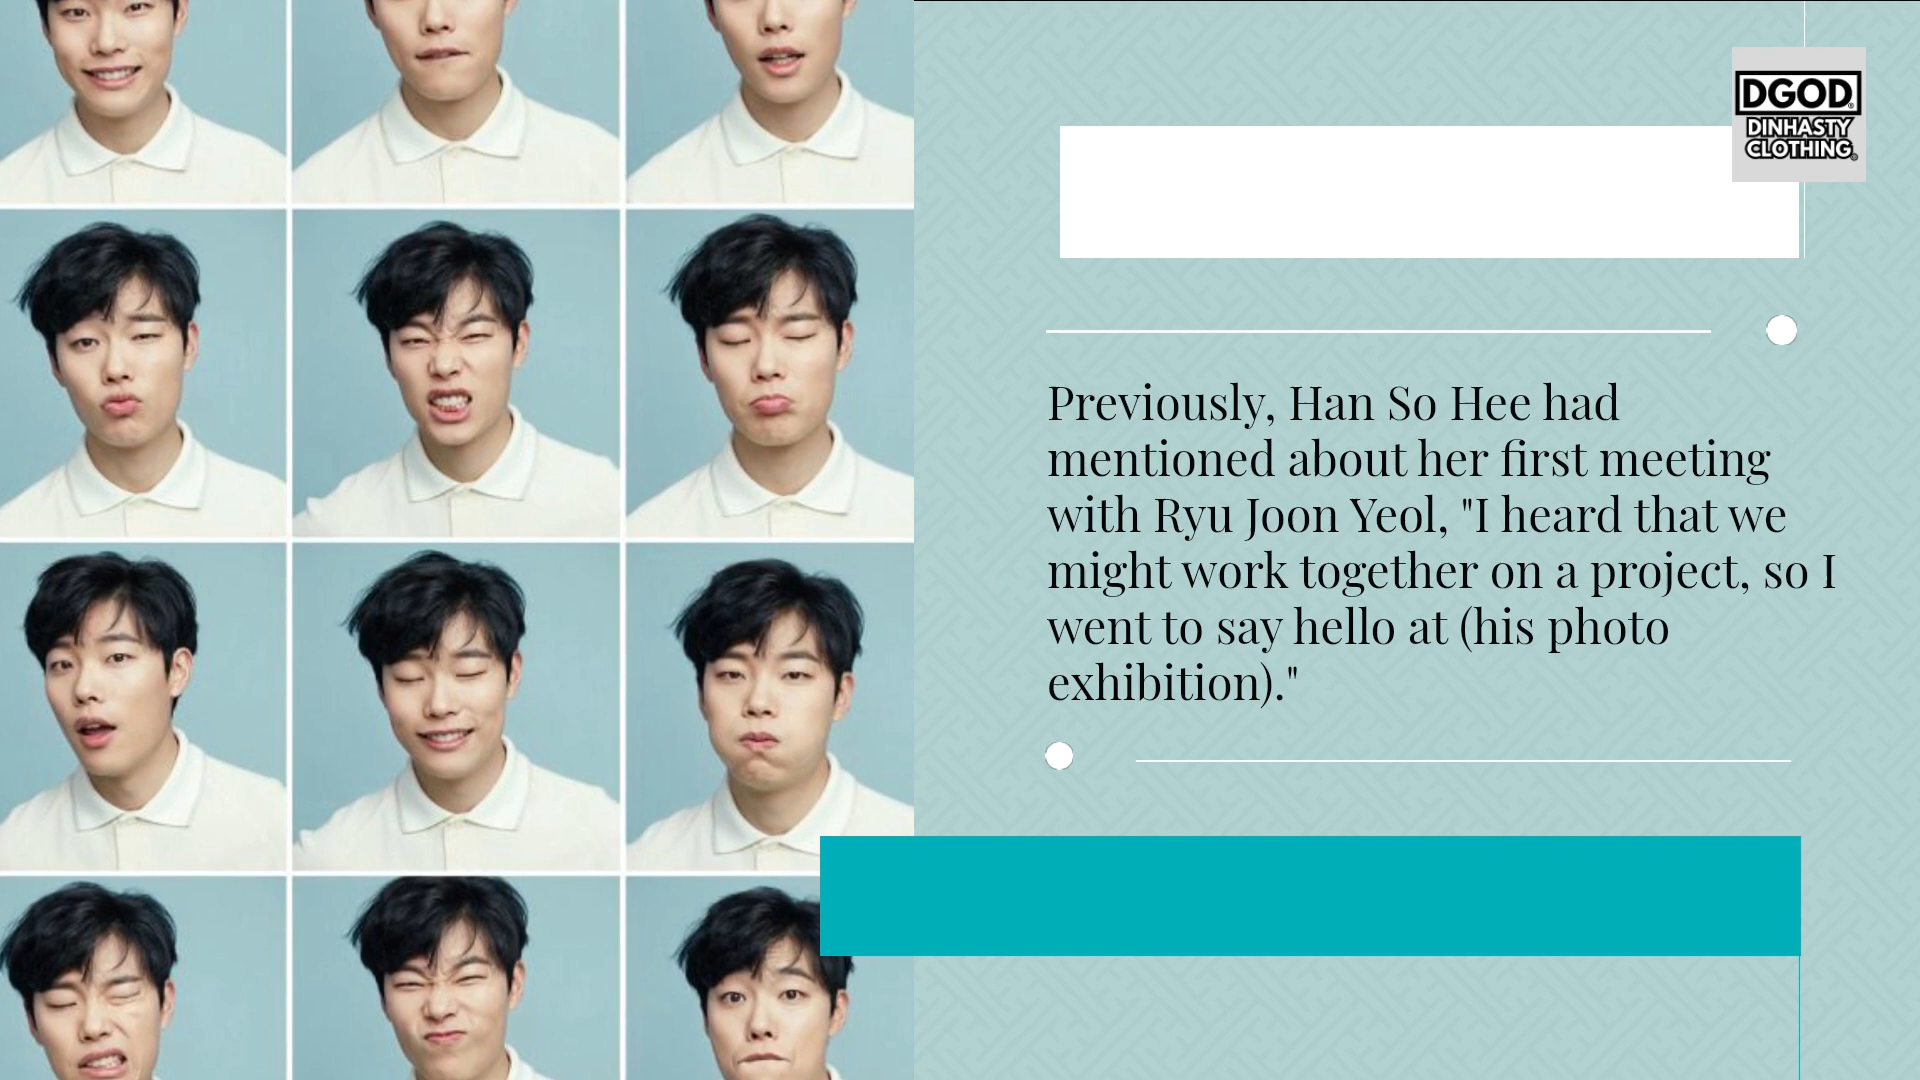 DGOD
DINHASTY
CLOTHING
Previously, Han So Hee had
mentioned about her first meeting
with Ryu Joon Yeol, "I heard that we
might work together on a project, so I
went to say hello at (his photo
exhibition)."